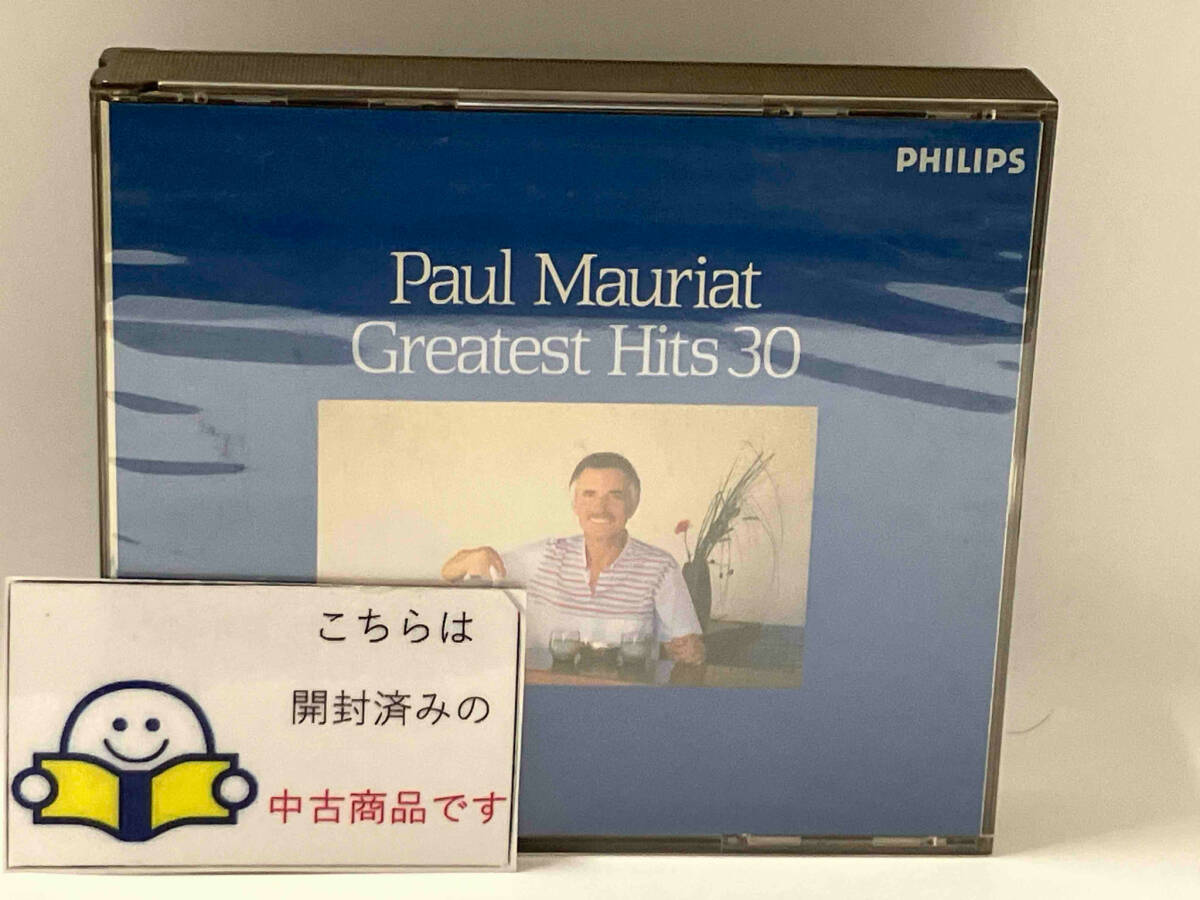 PHILIPS
Paul Mauriat
Greatest Hits 30
こちらは
開封済みの
中古商品です